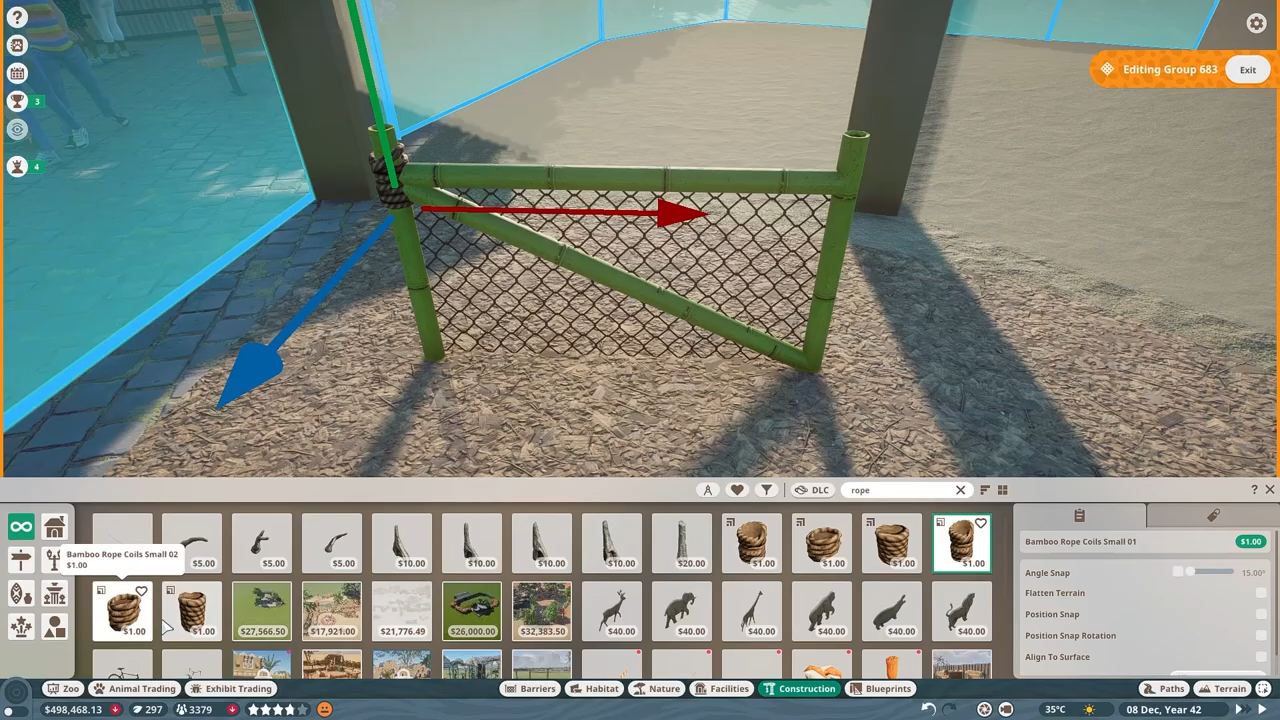 ?
Editing Group 683
Exit
3
4
DLC
rope
?
Bamboo Rope Coils Small 02
$1.00
$5.00
$5.00
$5.00
$10.00
$10.00
$10.00
$10.00
$20.00
$1.00
$1.00
$1.00
$1.00
$1.00
$1.00
$27,566.50
$17,921.00
$21,776.49
$26,000.00
$32,383.50
$40.00
$40.00
$40.00
$40.00
$40.00
$40.00
Bamboo Rope Coils Small 01
$1.00
Angle Snap
15.00°
Flatten Terrain
Position Snap
Position Snap Rotation
Align To Surface
Zoo
Animal Trading
Exhibit Trading
Barriers
Habitat
Nature
Facilities
Construction
Blueprints
Paths
Terrain
$498,468.13
297
3379
35°C
08 Dec, Year 42